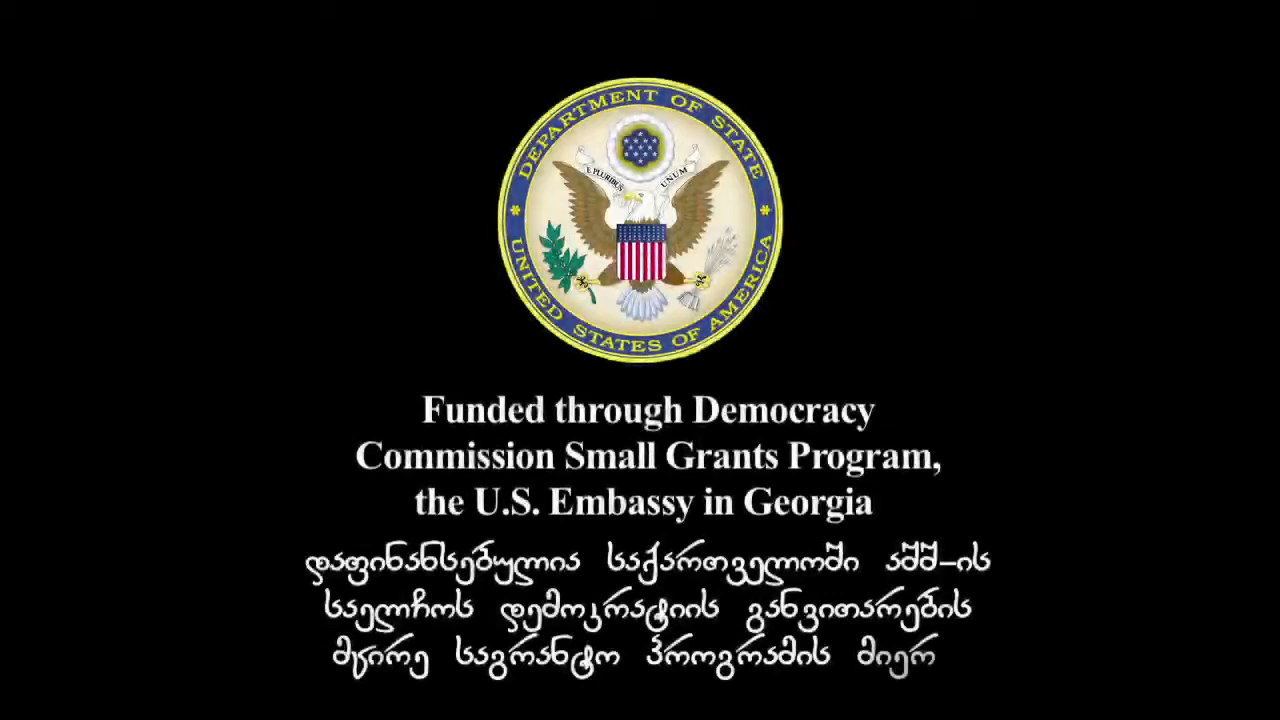 DEPARTMENT OF STATE
E PLURIBUS UNUM
UNITED STATES OF AMERICA
Funded through Democracy
Commission Small Grants Program,
the U.S. Embassy in Georgia
დაფინანსებულია საქართველოში აშშ-ის
საელჩოს დემოკრატიის განვითარების
მცირე საგრანტო პროგრამის მიერ